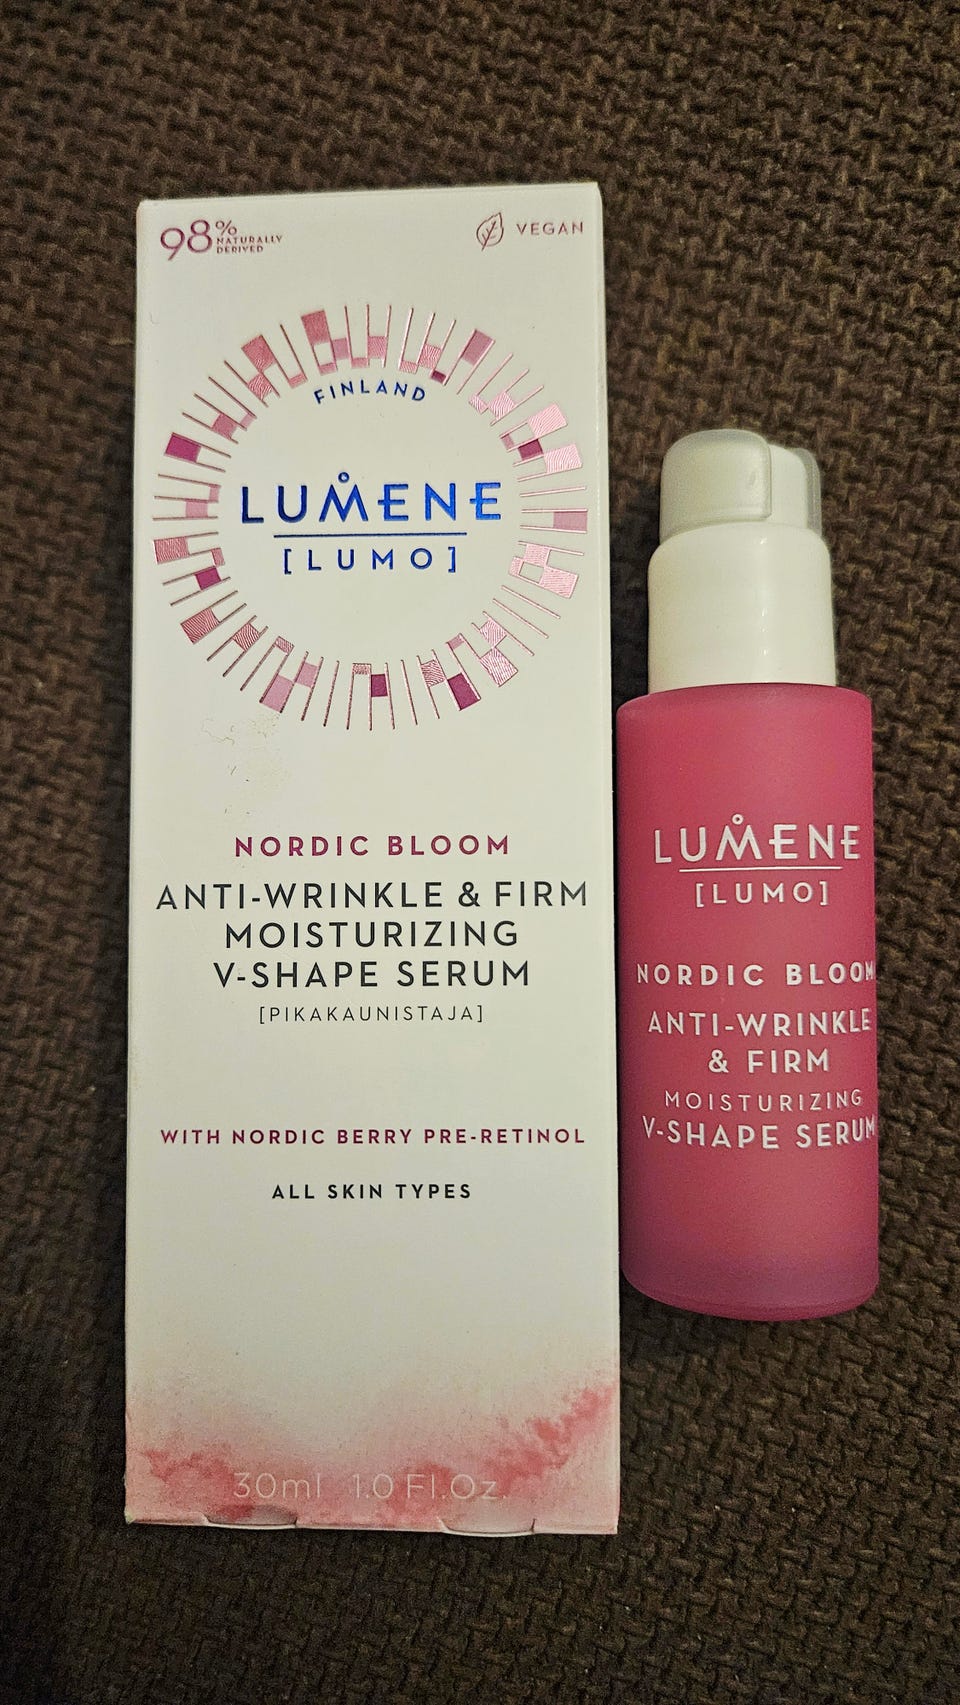 98%
NATURALLY
DERIVED
VEGAN
FINLAND
LUMENE
[LUMO]
NORDIC BLOOM
ANTI-WRINKLE & FIRM
MOISTURIZING
V-SHAPE SERUM
[PIKAKAUNISTAJA]
WITH NORDIC BERRY PRE-RETINOL
ALL SKIN TYPES
30ml 1.0 Fl.Oz.
LUMENE
[LUMO]
NORDIC BLOOM
ANTI-WRINKLE
& FIRM
MOISTURIZING
V-SHAPE SERUM